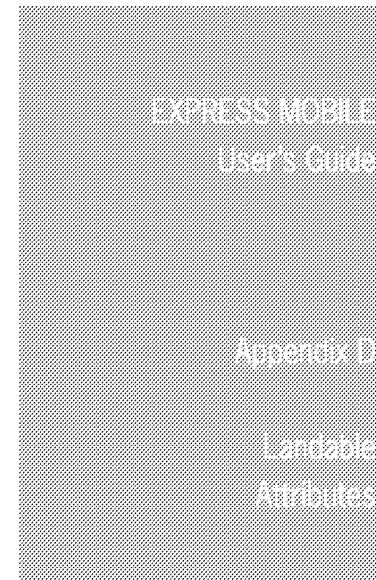 EXPRESS MOBILE
User's Guide
Appendix D
Landable
Attributes